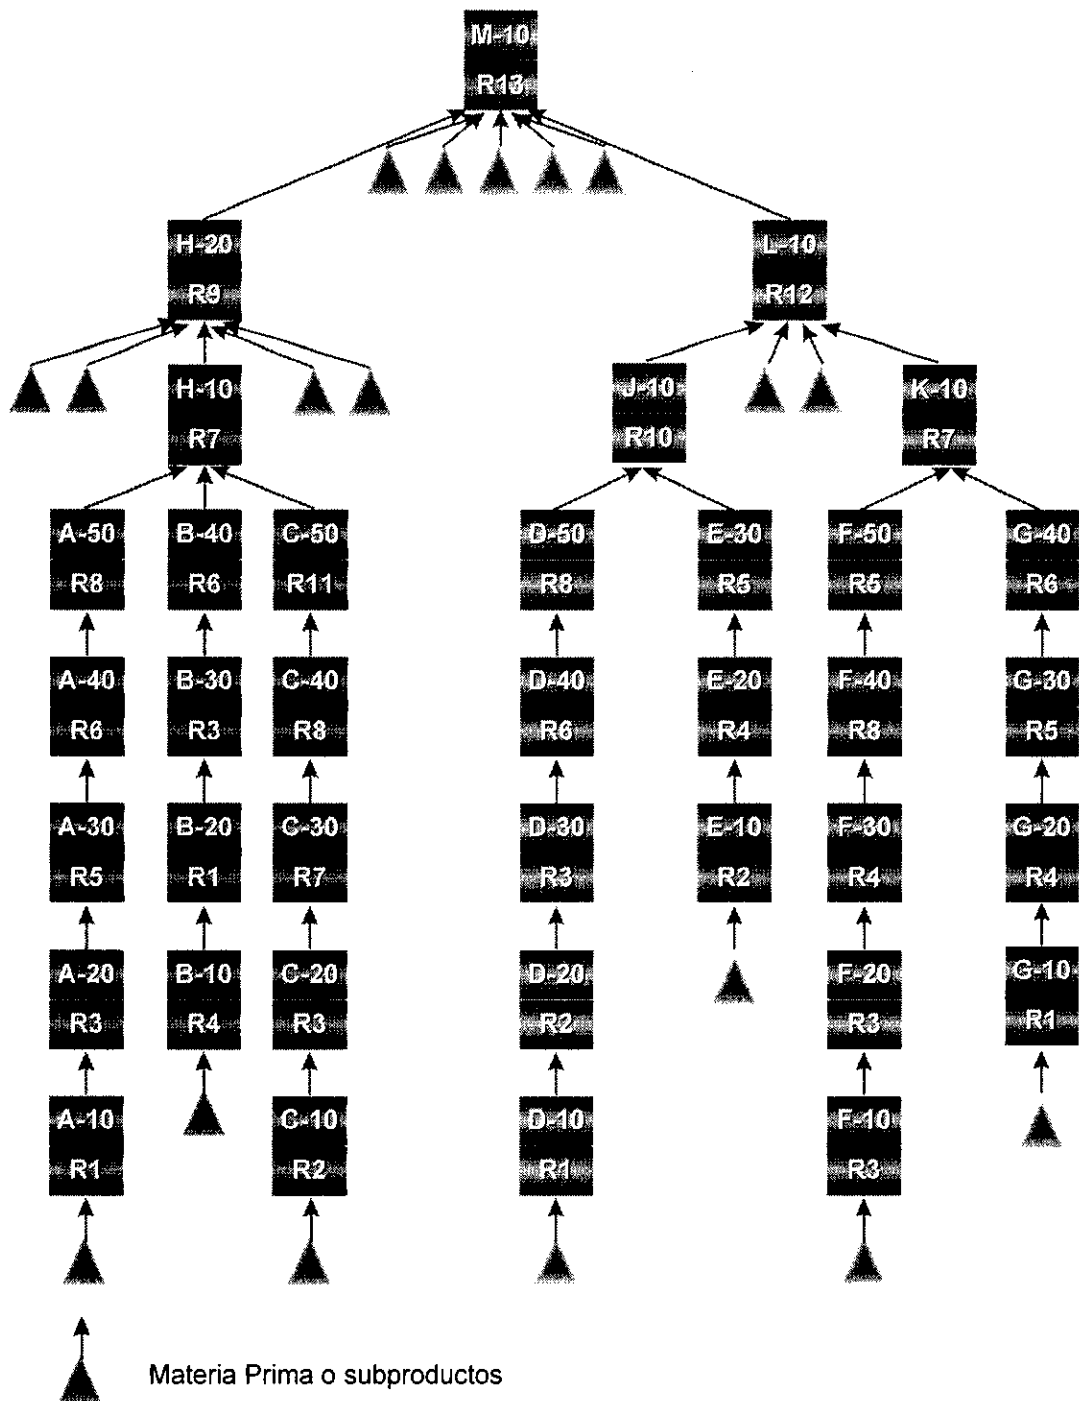 M-10
R13
H-20
R9
L-10
R12
H-10
R7
J-10
R10
K-10
R7
A-50
R8
B-40
R6
C-50
R11
D-50
R8
E-30
R5
F-50
R5
G-40
R6
A-40
R6
B-30
R3
C-40
R8
D-40
R6
E-20
R4
F-40
R8
G-30
R5
A-30
R5
B-20
R1
C-30
R7
D-30
R3
E-10
R2
F-30
R4
G-20
R4
A-20
R3
B-10
R4
C-20
R3
D-20
R2
F-20
R3
G-10
R1
A-10
R1
C-10
R2
D-10
R1
F-10
R3
Materia Prima o subproductos